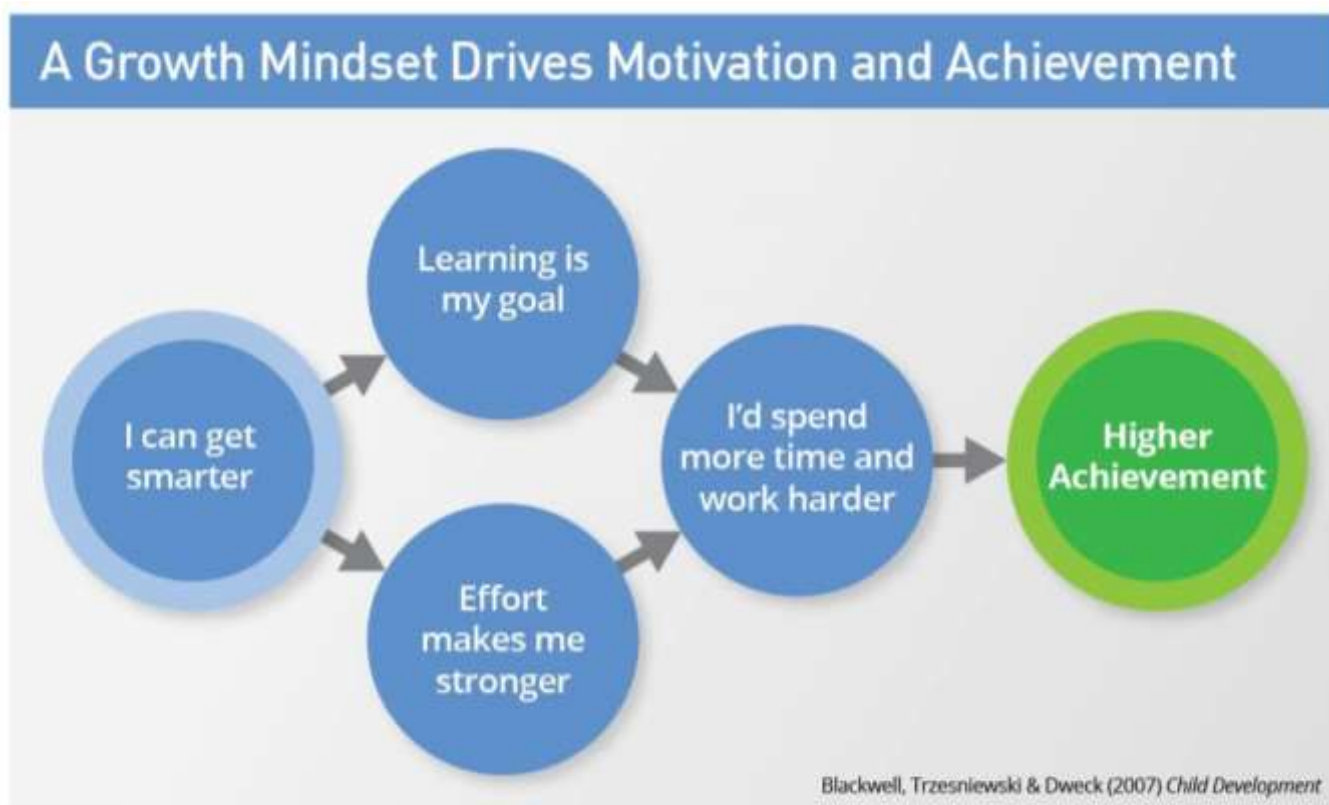 A Growth Mindset Drives Motivation and Achievement
I can get
smarter
Learning is
my goal
Effort
makes me
stronger
I'd spend
more time and
work harder
Higher
Achievement
Blackwell, Trzesniewski & Dweck (2007) Child Development